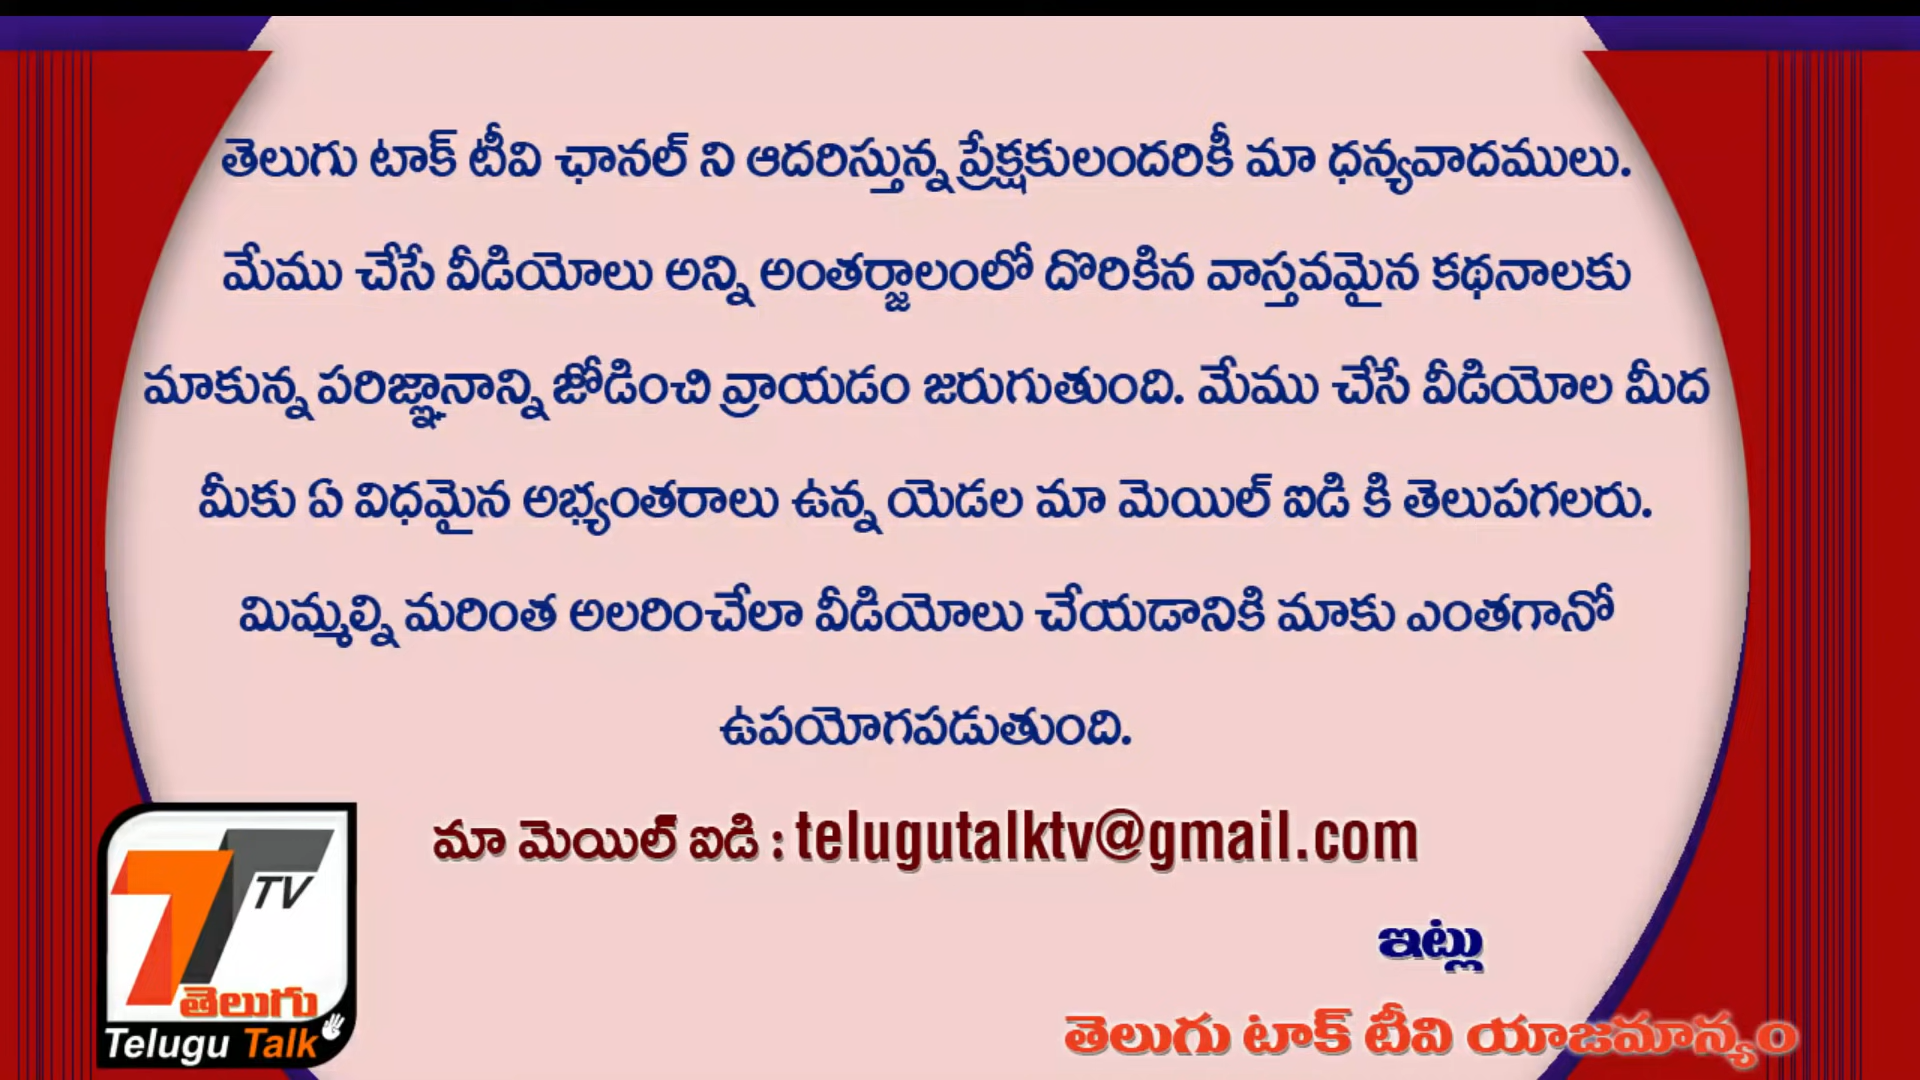 తెలుగు టాక్ టీవి ఛానల్ ని ఆదరిస్తున్న ప్రేక్షకులందరికీ మా ధన్యవాదములు.
మేము చేసే వీడియోలు అన్ని అంతర్జాలంలో దొరికిన వాస్తవమైన కథనాలకు
మాకున్న పరిజ్ఞానాన్ని జోడించి వ్రాయడం జరుగుతుంది. మేము చేసే వీడియోల మీద
మీకు ఏ విధమైన అభ్యంతరాలు ఉన్న యెడల మా మెయిల్ ఐడి కి తెలుపగలరు.
మిమ్మల్ని మరింత అలరించేలా వీడియోలు చేయడానికి మాకు ఎంతగానో
ఉపయోగపడుతుంది.
మా మెయిల్ ఐడి : telugutalktv@gmail.com
ఇట్లు
తెలుగు టాక్ టీవి యాజమాన్యం
TV
తెలుగు
Telugu Talk